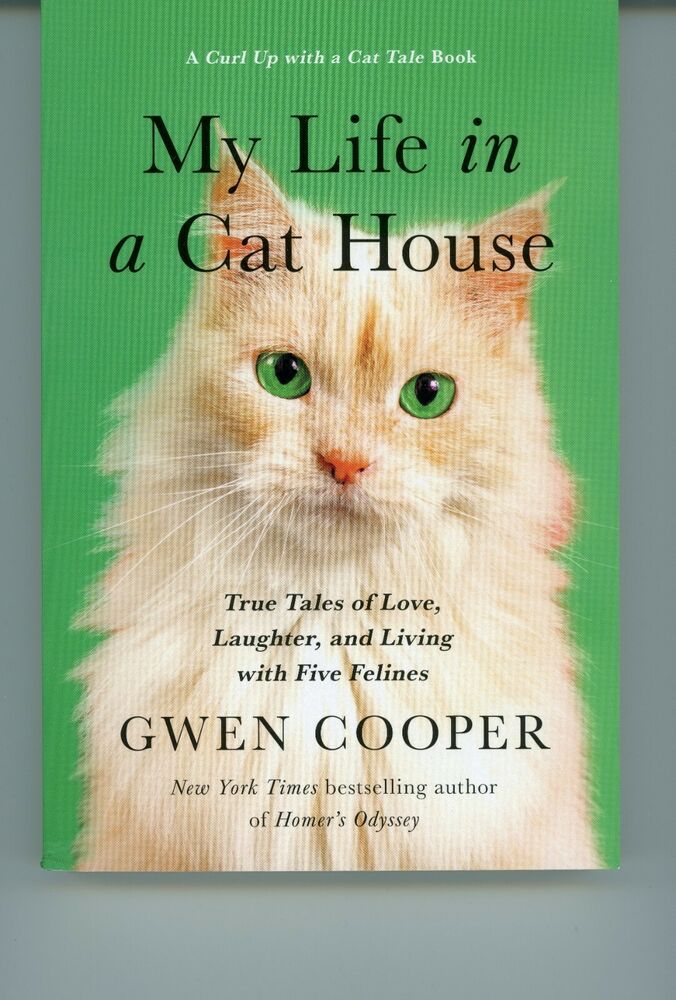 A Curl Up with a Cat Tale Book
My Life in
a Cat House
True Tales of Love,
Laughter, and Living
with Five Felines
GWEN COOPER
New York Times bestselling author
of Homer's Odyssey